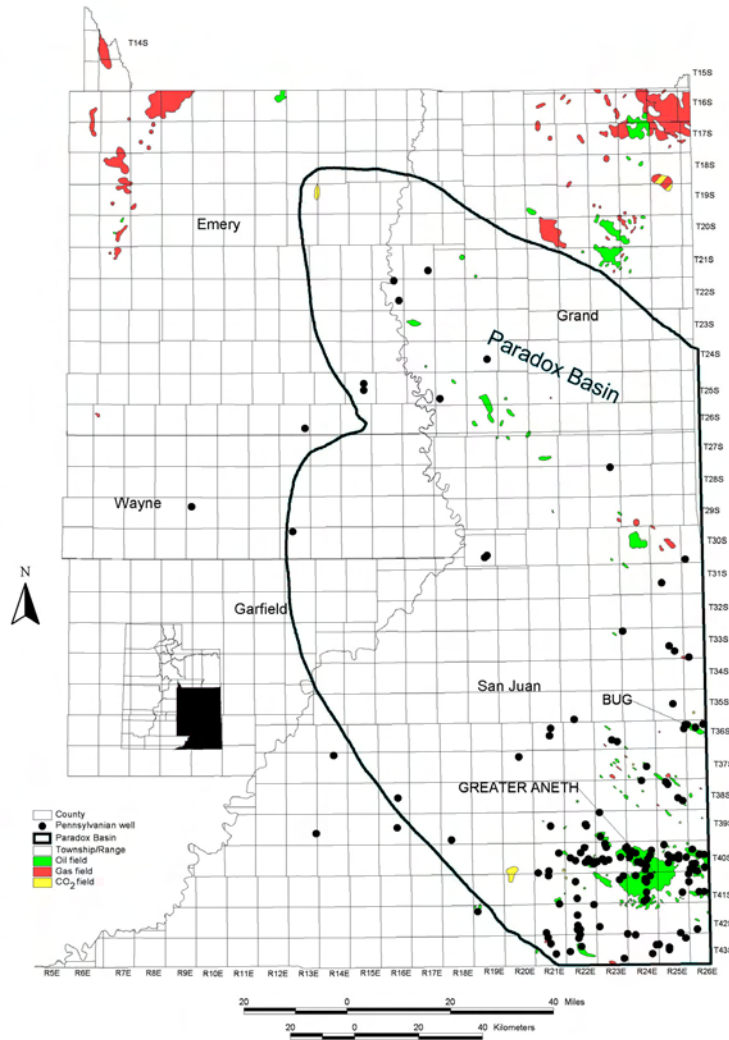 T14S
T15S
T16S
T17S
T18S
T19S
Emery
T20S
T21S
T22S
Grand
T23S
Paradox Basin
T24S
T25S
T26S
T27S
T28S
Wayne
T29S
T30S
N
T31S
Garfield
T32S
T33S
T34S
San Juan
T35S
BUG
T36S
T37S
GREATER ANETH
T38S
T39S
County
Pennsylvanian well
Paradox Basin
Township/Range
Oil field
Gas field
CO2 field
T40S
T41S
T42S
T43S
R5E R6E R7E R8E R9E R10E R11E R12E R13E R14E R15E R16E R17E R18E R19E R20E R21E R22E R23E R24E R25E R26E
20 0 20 40 Miles
20 0 20 40 Kilometers